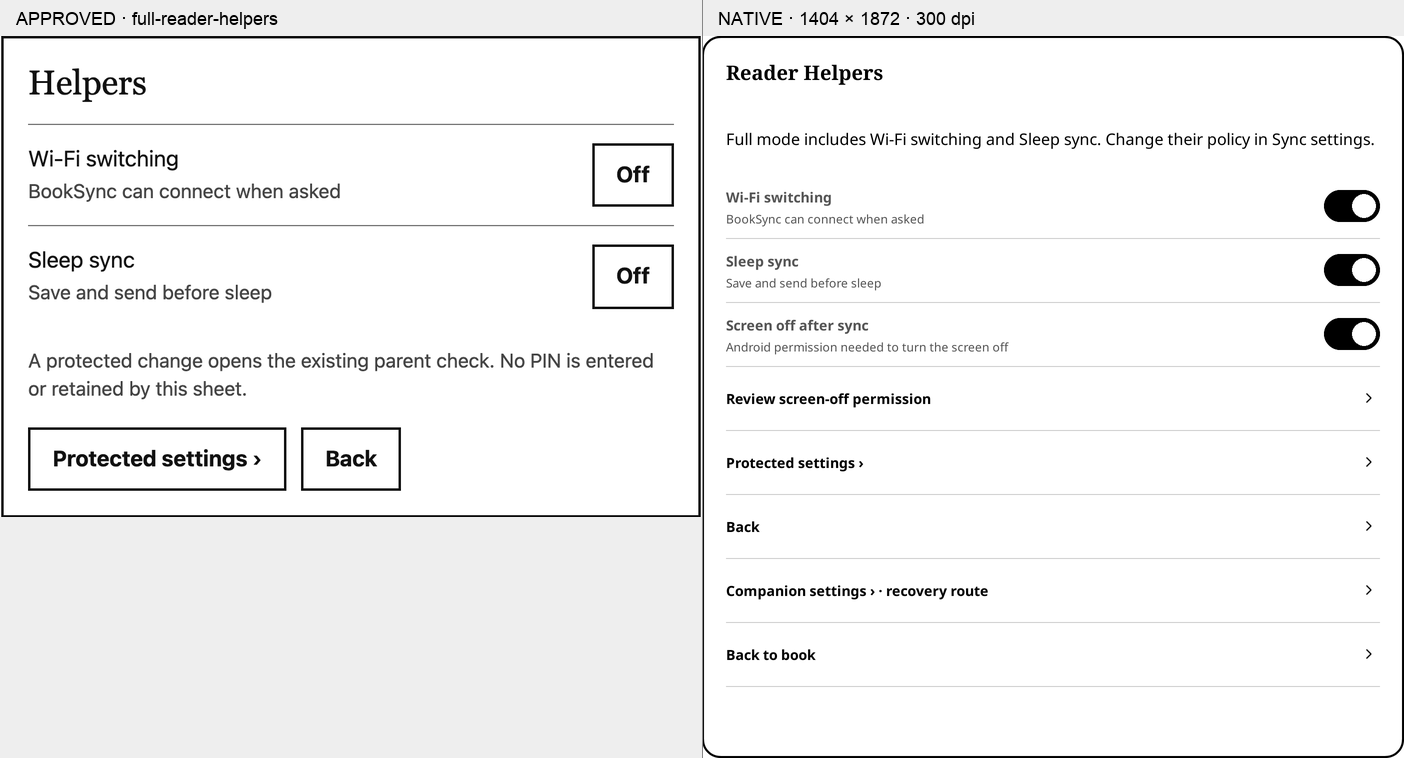 APPROVED · full-reader-helpers
Helpers
Wi-Fi switching
BookSync can connect when asked
Off
Sleep sync
Save and send before sleep
Off
A protected change opens the existing parent check. No PIN is entered
or retained by this sheet.
Protected settings ›
Back
NATIVE · 1404 × 1872 · 300 dpi
Reader Helpers
Full mode includes Wi-Fi switching and Sleep sync. Change their policy in Sync settings.
Wi-Fi switching
BookSync can connect when asked
Sleep sync
Save and send before sleep
Screen off after sync
Android permission needed to turn the screen off
Review screen-off permission
Protected settings ›
Back
Companion settings › · recovery route
Back to book